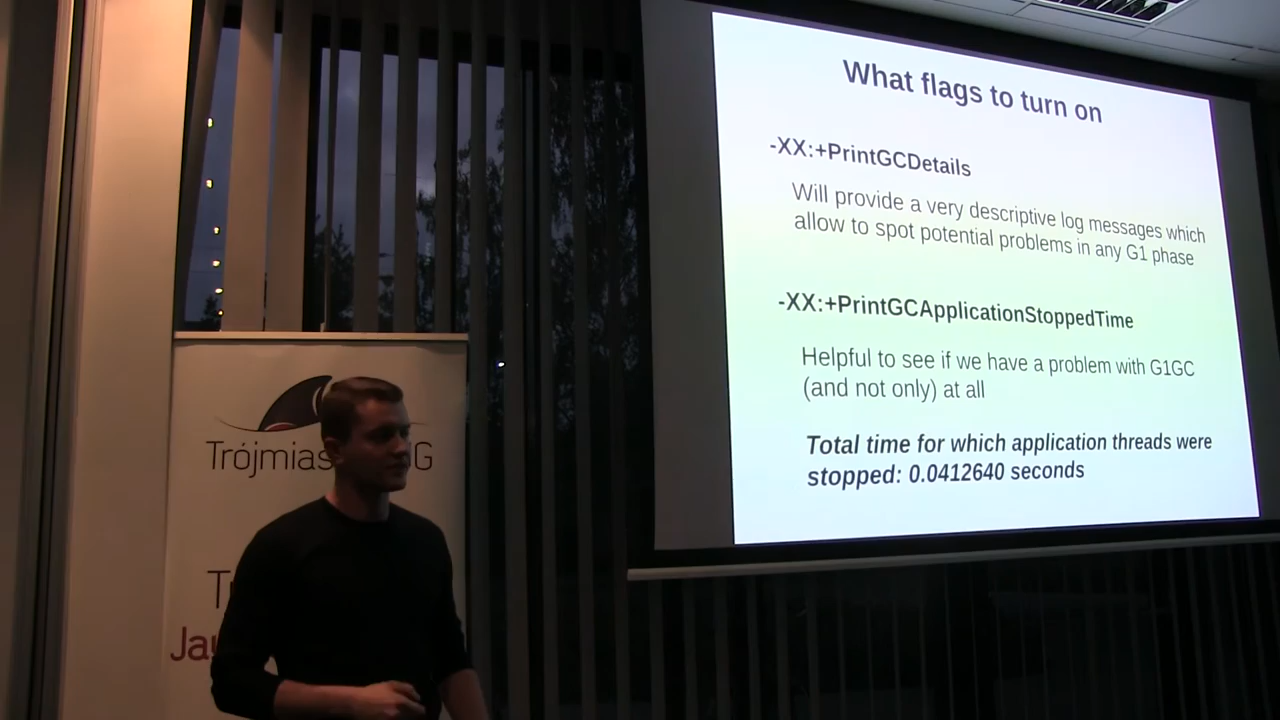 What flags to turn on
-XX:+PrintGCDetails
Will provide a very descriptive log messages which
allow to spot potential problems in any G1 phase
-XX:+PrintGCApplicationStoppedTime
Helpful to see if we have a problem with G1GC
(and not only) at all
Total time for which application threads were
stopped: 0.0412640 seconds